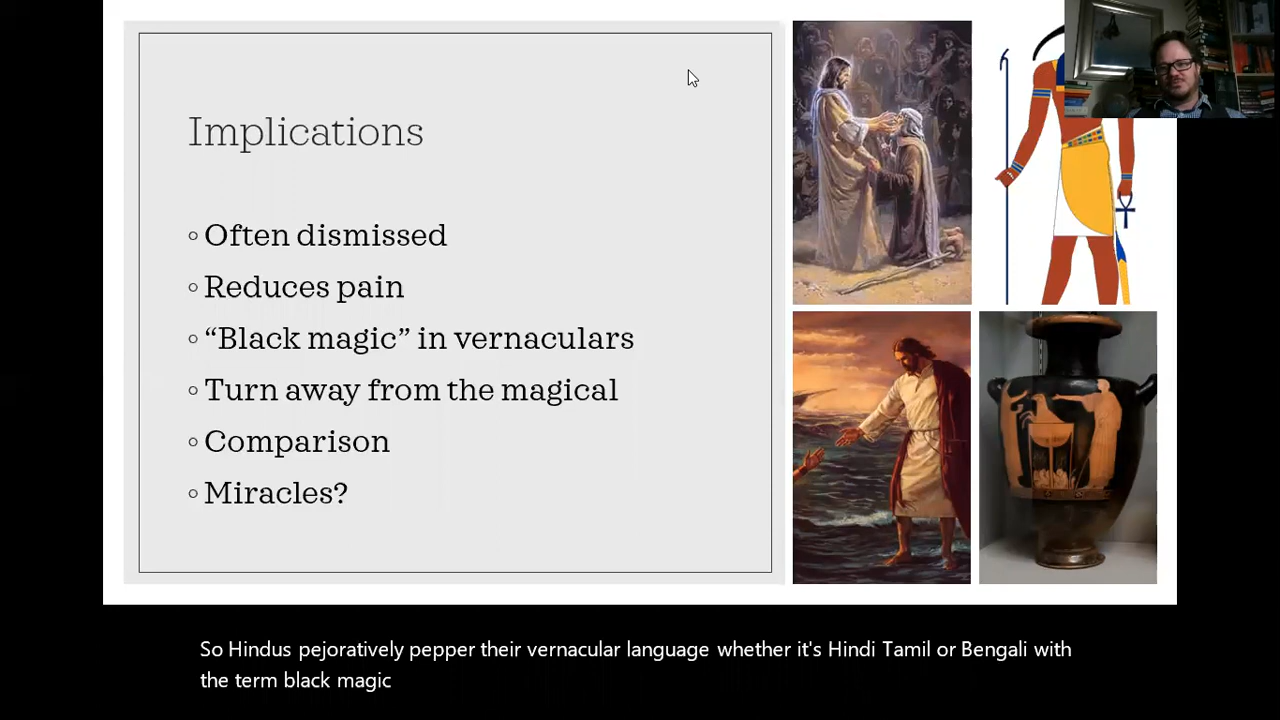 Implications
◦ Often dismissed
◦ Reduces pain
◦ “Black magic” in vernaculars
◦ Turn away from the magical
◦ Comparison
◦ Miracles?
So Hindus pejoratively pepper their vernacular language whether it's Hindi Tamil or Bengali with
the term black magic